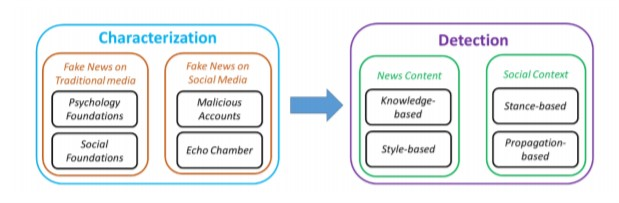 Characterization
Fake News on
Traditional media
Psychology
Foundations
Social
Foundations
Fake News on
Social Media
Malicious
Accounts
Echo Chamber
Detection
News Content
Knowledge-
based
Style-based
Social Context
Stance-based
Propagation-
based